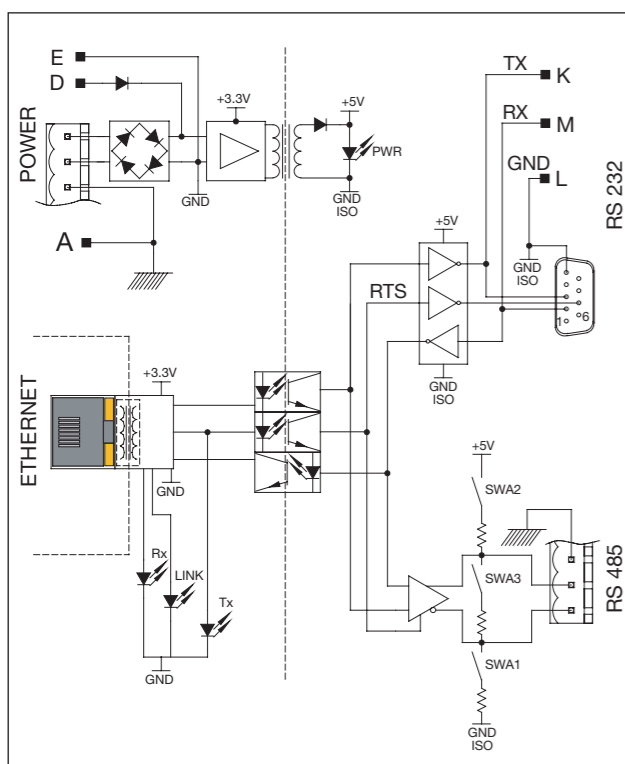 E
D
+3.3V
+5V
PWR
POWER
GND
GND
ISO
A
TX
K
RX
M
GND
L
RS 232
GND
ISO
+5V
RTS
1
6
GND
ISO
ETHERNET
+3.3V
GND
Rx
LINK
Tx
GND
+5V
SWA2
SWA3
SWA1
RS 485
GND
ISO